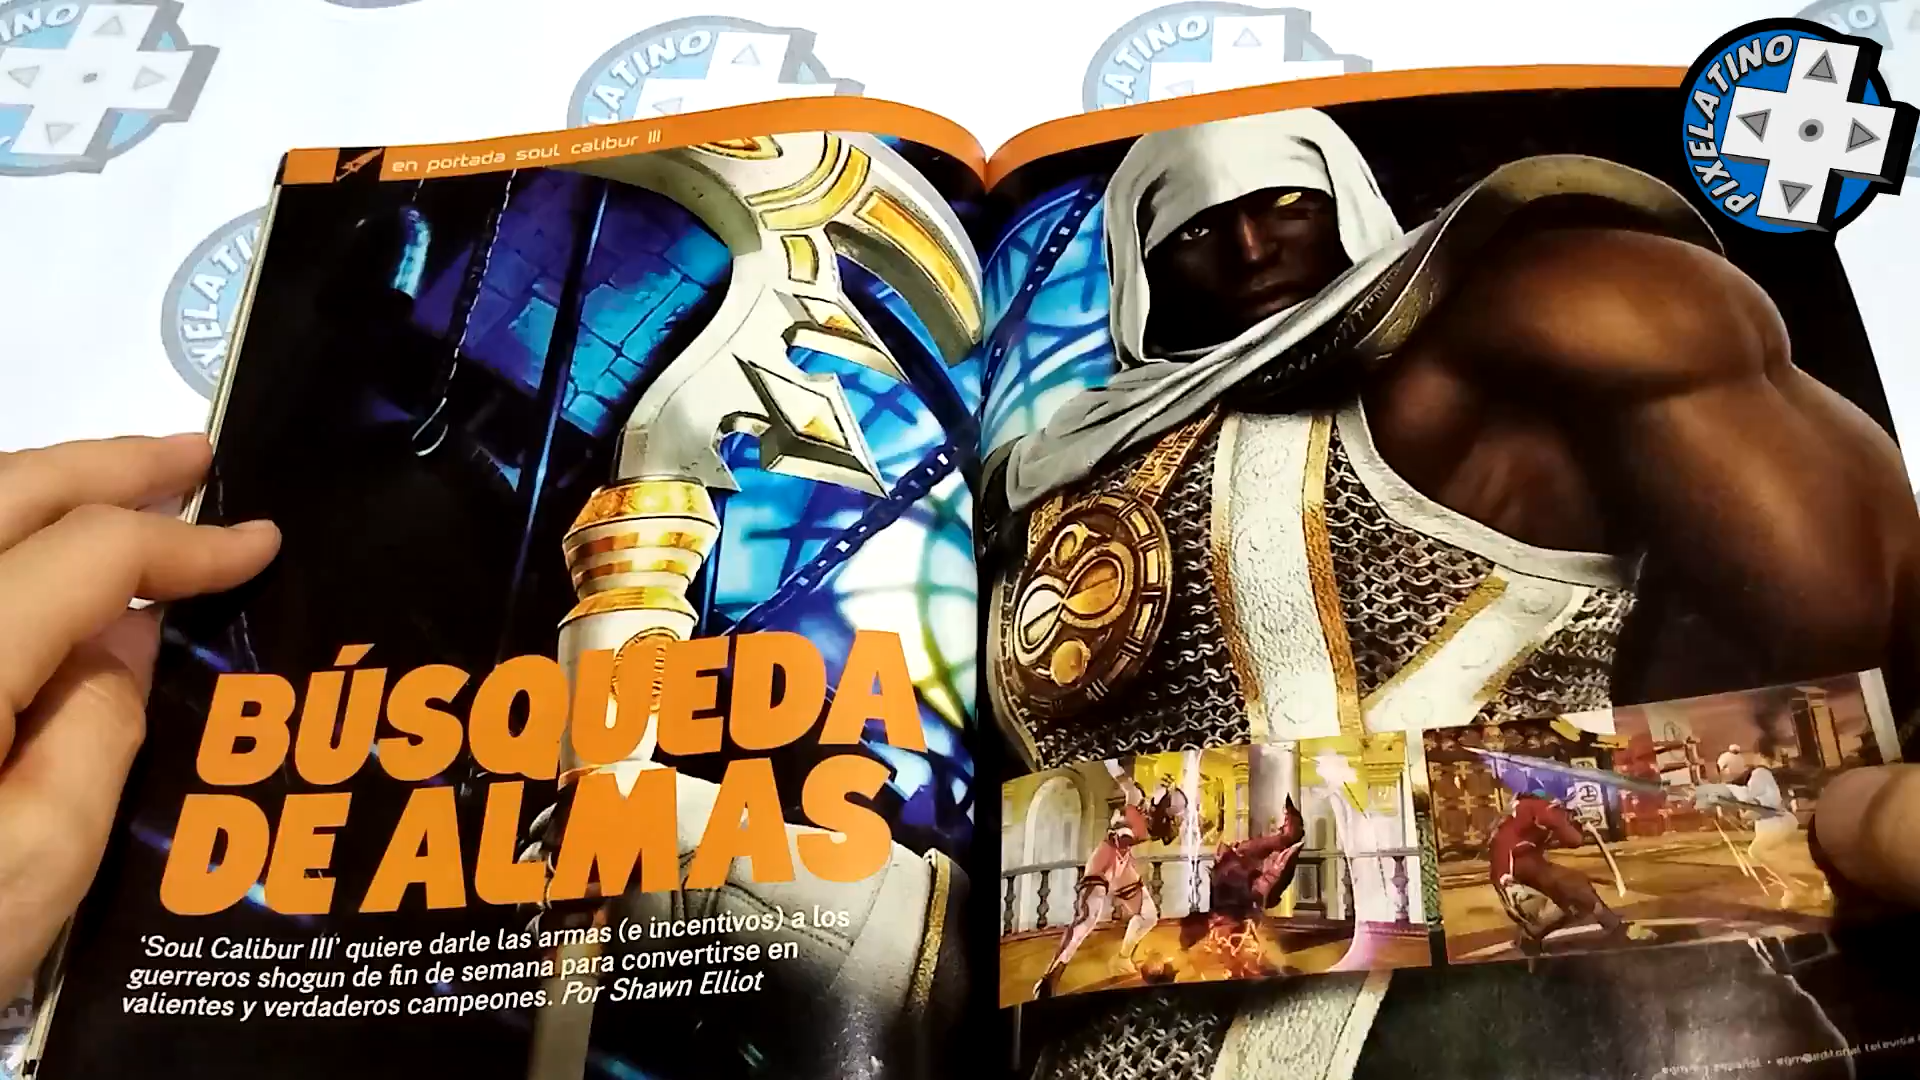 PIXELATINO
en portada soul calibur III
BÚSQUEDA
DE ALMAS
‘Soul Calibur III’ quiere darle las armas (e incentivos) a los
guerreros shogun de fin de semana para convertirse en
valientes y verdaderos campeones. Por Shawn Elliot